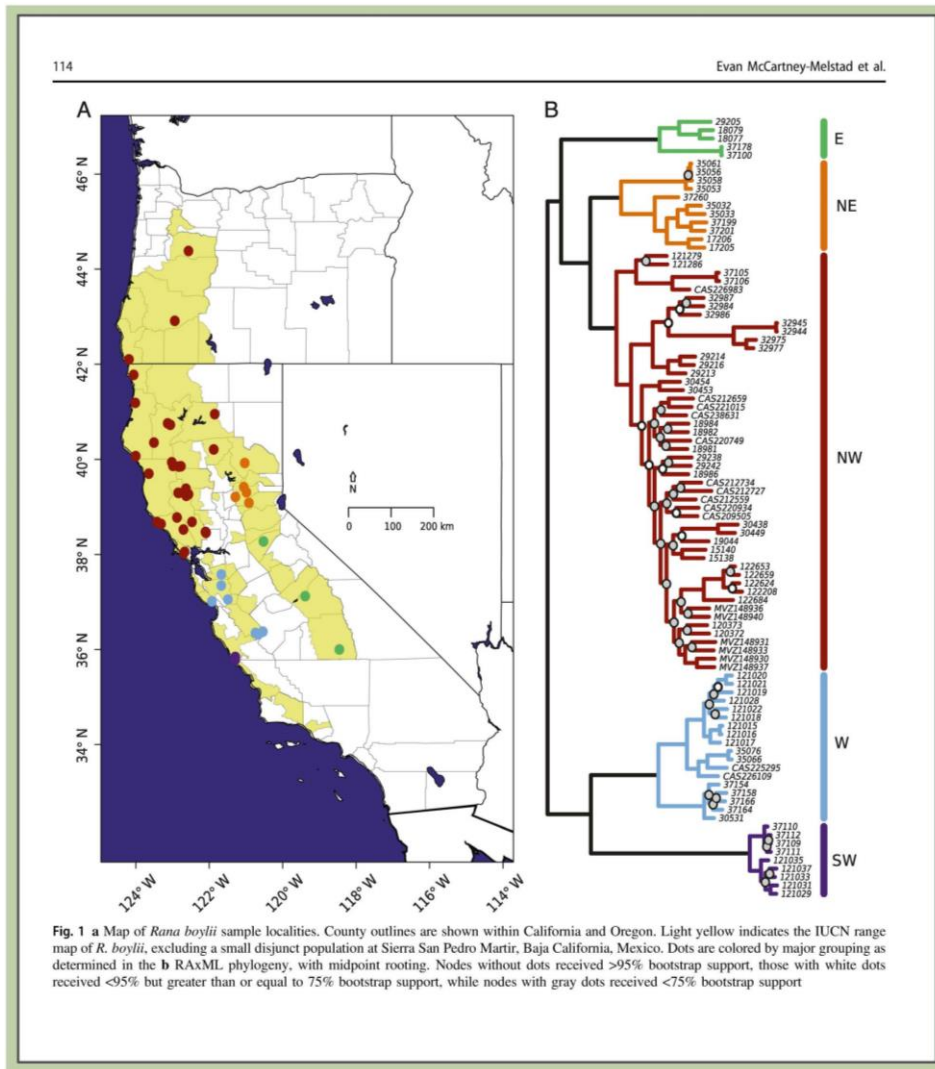 114
Evan McCartney-Melstad et al.
A
46° N
44° N
42° N
40° N
38° N
36° N
34° N
124° W
122° W
120° W
118° W
116° W
114° W
N
0 100 200 km
B
29205
18079
18077
37178
37100
E
35061
35056
35058
35053
37260
35032
35033
37199
37201
17206
17205
NE
121279
121286
37105
37106
CAS226983
32987
32984
32986
32945
32944
32975
32977
29214
29216
29213
30454
30453
CAS212659
CAS221015
CAS238631
18984
18982
CAS220749
18981
29238
29242
18986
CAS212734
CAS212727
CAS212559
CAS220934
CAS209505
30438
30449
19044
15140
15138
122653
122659
122624
122208
122684
MVZ148936
MVZ148940
120373
120372
MVZ148931
MVZ148933
MVZ148930
MVZ148937
NW
121020
121021
121019
121028
121022
121018
121015
121016
121017
35076
35066
CAS225295
CAS226109
37154
37158
37166
37164
30531
W
37110
37112
37109
37111
121035
121037
121033
121031
121029
SW
Fig. 1 a Map of Rana boylii sample localities. County outlines are shown within California and Oregon. Light yellow indicates the IUCN range
map of R. boylii, excluding a small disjunct population at Sierra San Pedro Martir, Baja California, Mexico. Dots are colored by major grouping as
determined in the b RAxML phylogeny, with midpoint rooting. Nodes without dots received >95% bootstrap support, those with white dots
received <95% but greater than or equal to 75% bootstrap support, while nodes with gray dots received <75% bootstrap support